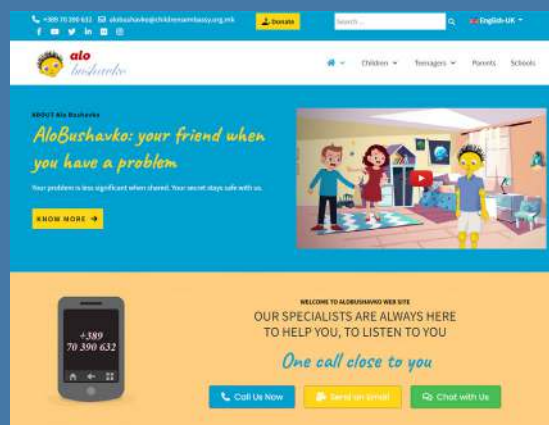 +389 70 390 632 alobushavko@childrensembassy.org.mk
Donate
Search ...
English-UK
alo
bushavko
Children
Teenagers
Parents
Schools
ABOUT Alo Bushavko
AloBushavko: your friend when
you have a problem
Your problem is less significant when shared. Your secret stays safe with us.
KNOW MORE →
+389
70 390 632
WELCOME TO ALOBUSHAVKO WEB SITE
OUR SPECIALISTS ARE ALWAYS HERE
TO HELP YOU, TO LISTEN TO YOU
One call close to you
Call Us Now
Send an Email
Chat with Us